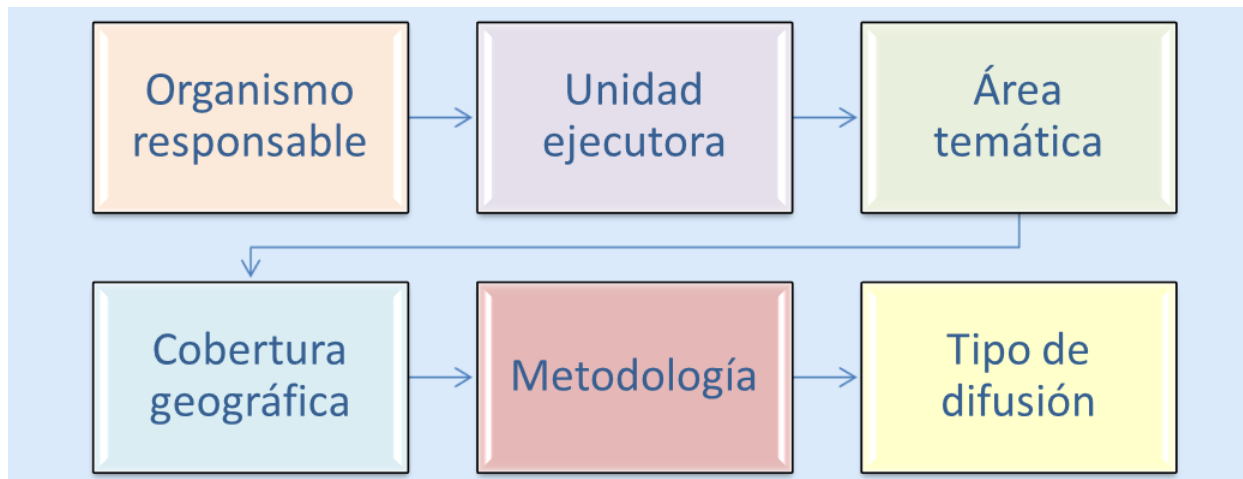 Organismo
responsable
Unidad
ejecutora
Área
temática
Cobertura
geográfica
Metodología
Tipo de
difusión